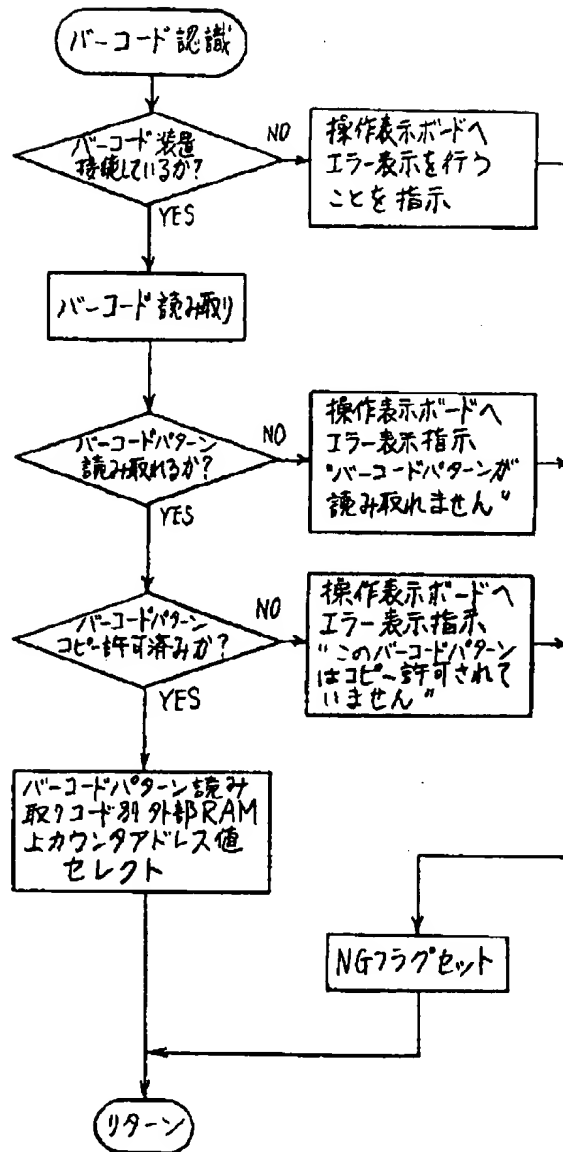 バーコード認識
バーコード装置
接続しているか?
NO
操作表示ボードへ
エラー表示を行う
ことを指示
YES
バーコード読み取り
バーコードパターン
読み取れるか?
NO
操作表示ボードへ
エラー表示指示
"バーコードパターンが
読み取れません"
YES
バーコードパターン
コピー許可済みか?
NO
操作表示ボードへ
エラー表示指示
"このバーコードパターン
はコピー許可されて
いません"
YES
バーコードパターン読み
取りコード別外部RAM
上カウンタアドレス値
セレクト
NGフラグセット
リターン